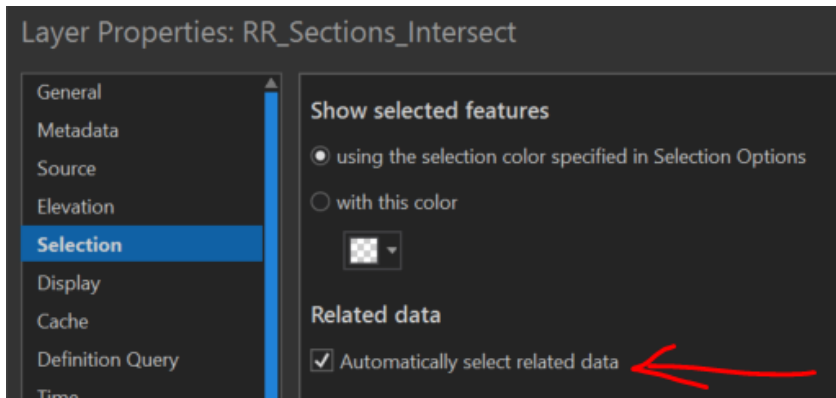 Layer Properties: RR_Sections_Intersect
General
Metadata
Source
Elevation
Selection
Display
Cache
Definition Query
Time
Show selected features
using the selection color specified in Selection Options
with this color
Related data
Automatically select related data